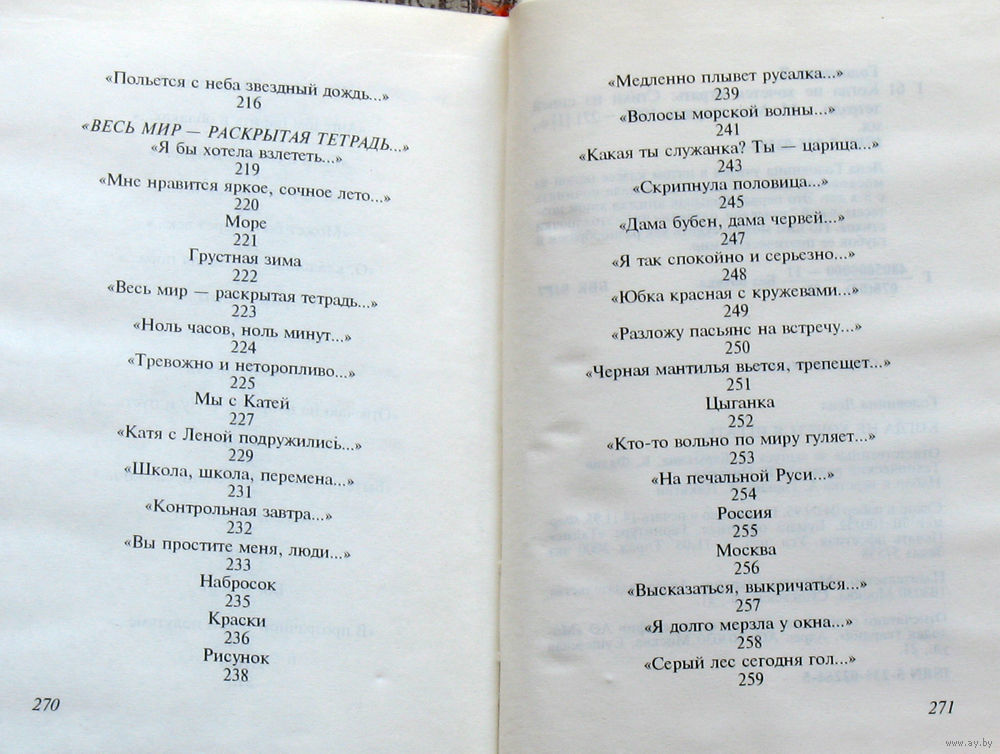 «Польется с неба звездный дождь...»
216
«ВЕСЬ МИР — РАСКРЫТАЯ ТЕТРАДЬ...»
«Я бы хотела взлететь...»
219
«Мне нравится яркое, сочное лето...»
220
Море
221
Грустная зима
222
«Весь мир — раскрытая тетрадь...»
223
«Ноль часов, ноль минут...»
224
«Тревожно и неторопливо...»
225
Мы с Катей
227
«Катя с Леной подружились...»
229
«Школа, школа, перемена...»
231
«Контрольная завтра...»
232
«Вы простите меня, люди...»
233
Набросок
235
Краски
236
Рисунок
238
270
«Медленно плывет русалка...»
239
«Волосы морской волны...»
241
«Какая ты служанка? Ты — царица...»
243
«Скрипнула половица...»
245
«Дама бубен, дама червей...»
247
«Я так спокойно и серьезно...»
248
«Юбка красная с кружевами...»
249
«Разложу пасьянс на встречу...»
250
«Черная мантилья вьется, трепещет...»
251
Цыганка
252
«Кто-то вольно по миру гуляет...»
253
«На печальной Руси...»
254
Россия
255
Москва
256
«Высказаться, выкричаться...»
257
«Я долго мерзла у окна...»
258
«Серый лес сегодня гол...»
259
271
www.ay.by